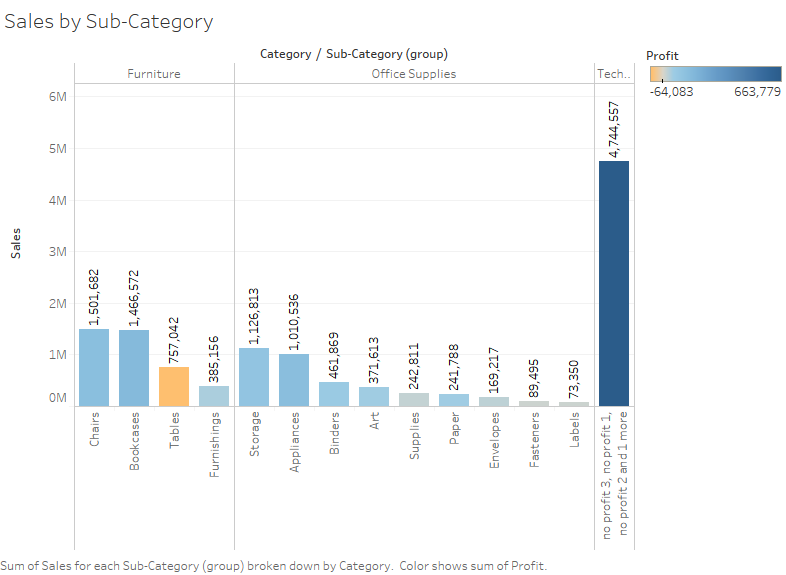 Sales by Sub-Category
Category / Sub-Category (group)
Furniture
Office Supplies
Tech..
Profit
-64,083
663,779
Sales
6M
5M
4M
3M
2M
1M
0M
1,501,682
1,466,572
757,042
385,156
1,126,813
1,010,536
461,869
371,613
242,811
241,788
169,217
89,495
73,350
4,744,557
Chairs
Bookcases
Tables
Furnishings
Storage
Appliances
Binders
Art
Supplies
Paper
Envelopes
Fasteners
Labels
no profit 3, no profit 1,
no profit 2 and 1 more
Sum of Sales for each Sub-Category (group) broken down by Category. Color shows sum of Profit.